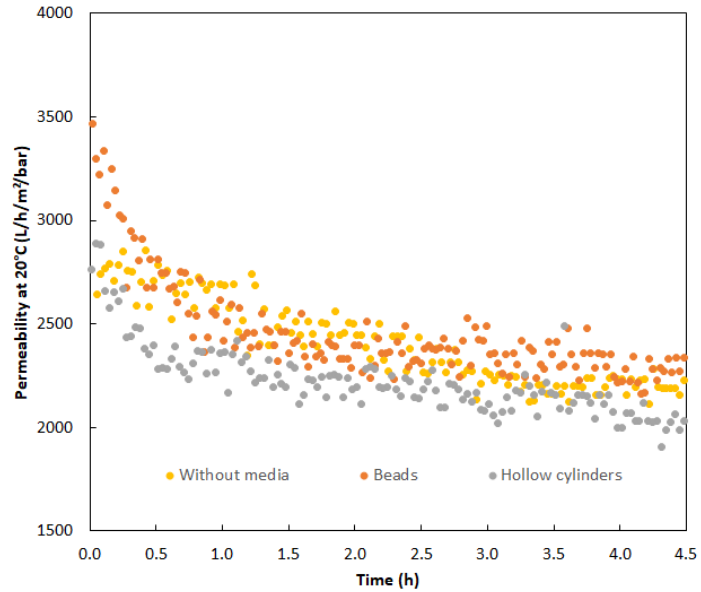 4000
3500
3000
2500
2000
1500
Permeability at 20°C (L/h/m²/bar)
Without media
Beads
Hollow cylinders
0.0 0.5 1.0 1.5 2.0 2.5 3.0 3.5 4.0 4.5
Time (h)